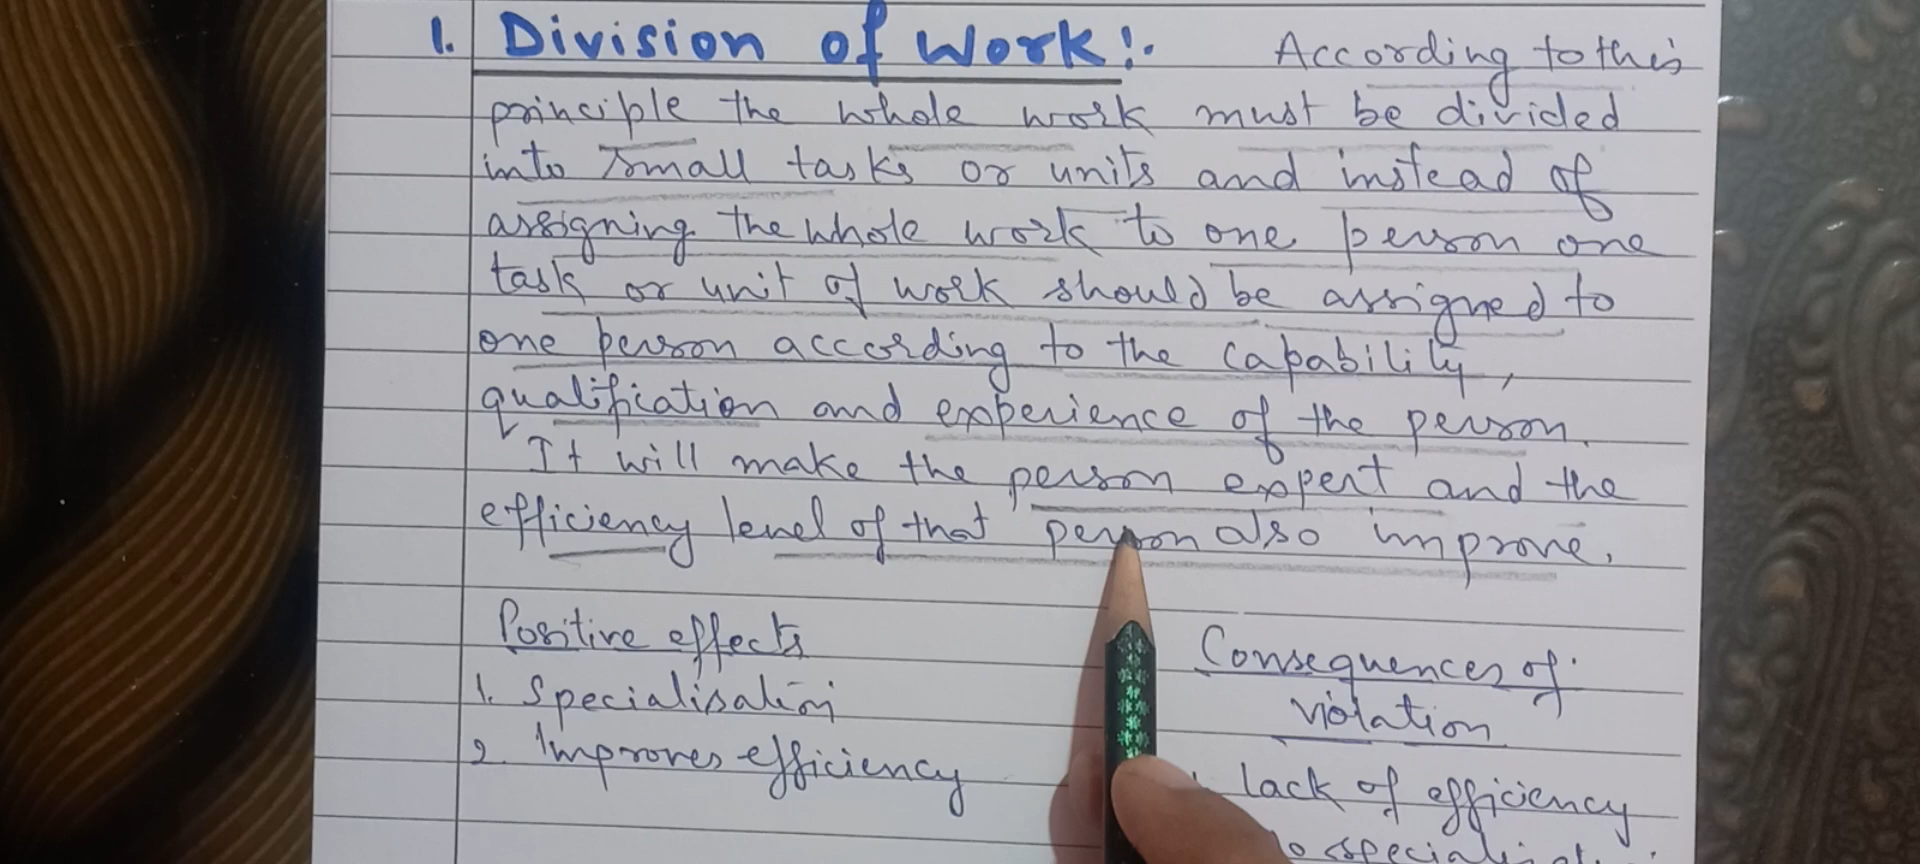 1. Division of Work:. According to this
principle the whole work must be divided
into small tasks or units and instead of
assigning the whole work to one person one
task or unit of work should be assigned to
one person according to the capability,
qualification and experience of the person.
It will make the person expert and the
efficiency level of that person also improve.
Positive effects
1. Specialisation
2. Improves efficiency
Consequences of
violation
lack of efficiency